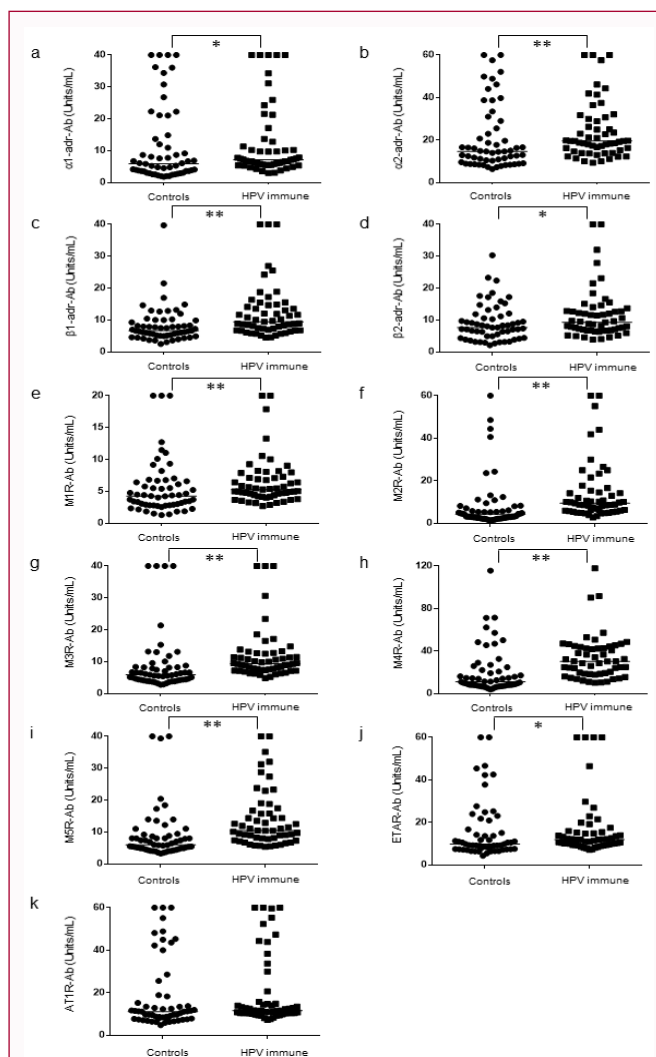 a
*
α1-adr-Ab (Units/mL)
40
30
20
10
0
Controls
HPV immune
b
**
α2-adr-Ab (Units/mL)
60
40
20
0
Controls
HPV immune
c
**
β1-adr-Ab (Units/mL)
40
30
20
10
0
Controls
HPV immune
d
*
β2-adr-Ab (Units/mL)
40
30
20
10
0
Controls
HPV immune
e
**
M1R-Ab (Units/mL)
20
15
10
5
0
Controls
HPV immune
f
**
M2R-Ab (Units/mL)
60
40
20
0
Controls
HPV immune
g
**
M3R-Ab (Units/mL)
40
30
20
10
0
Controls
HPV immune
h
**
M4R-Ab (Units/mL)
120
80
40
0
Controls
HPV immune
i
**
M5R-Ab (Units/mL)
40
30
20
10
0
Controls
HPV immune
j
*
ETAR-Ab (Units/mL)
60
40
20
0
Controls
HPV immune
k
AT1R-Ab (Units/mL)
60
40
20
0
Controls
HPV immune